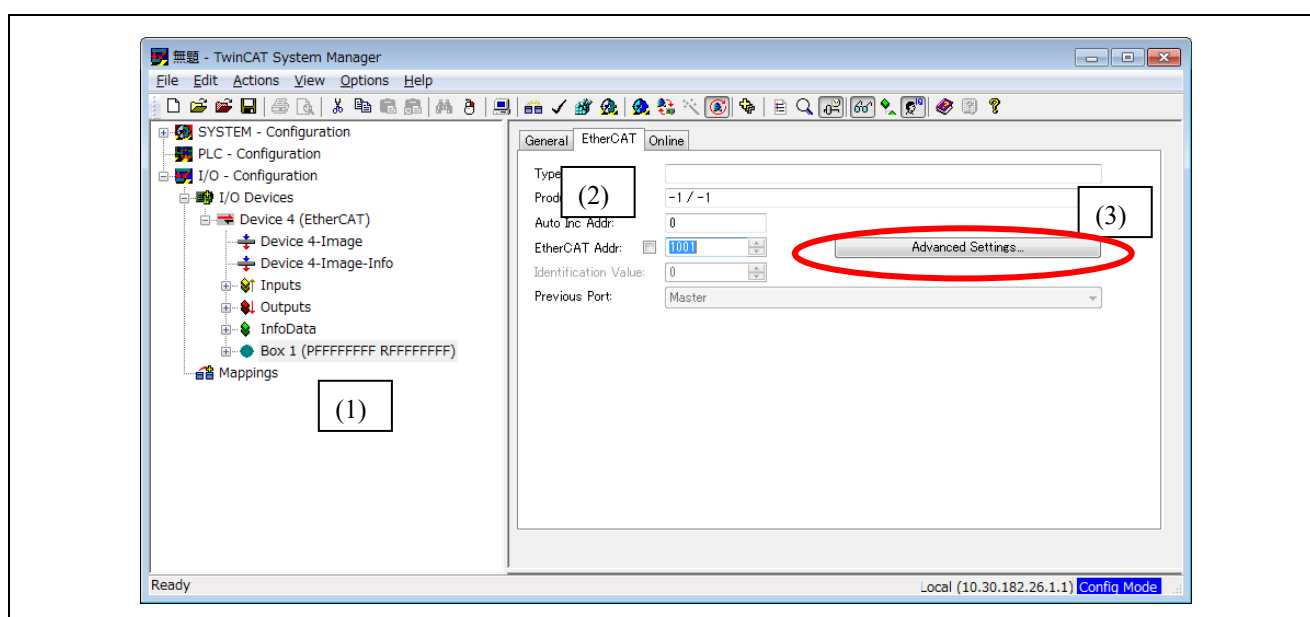 無題 - TwinCAT System Manager
File Edit Actions View Options Help
SYSTEM - Configuration
PLC - Configuration
I/O - Configuration
I/O Devices
Device 4 (EtherCAT)
Device 4-Image
Device 4-Image-Info
Inputs
Outputs
InfoData
Box 1 (PFFFFFFFF RFFFFFFFF)
Mappings
(1)
General EtherCAT Online
Type
(2)
-1 / -1
(3)
Auto Inc Addr: 0
EtherCAT Addr: 1001 Advanced Settings...
Identification Value: 0
Previous Port: Master
Ready
Local (10.30.182.26.1.1) Config Mode